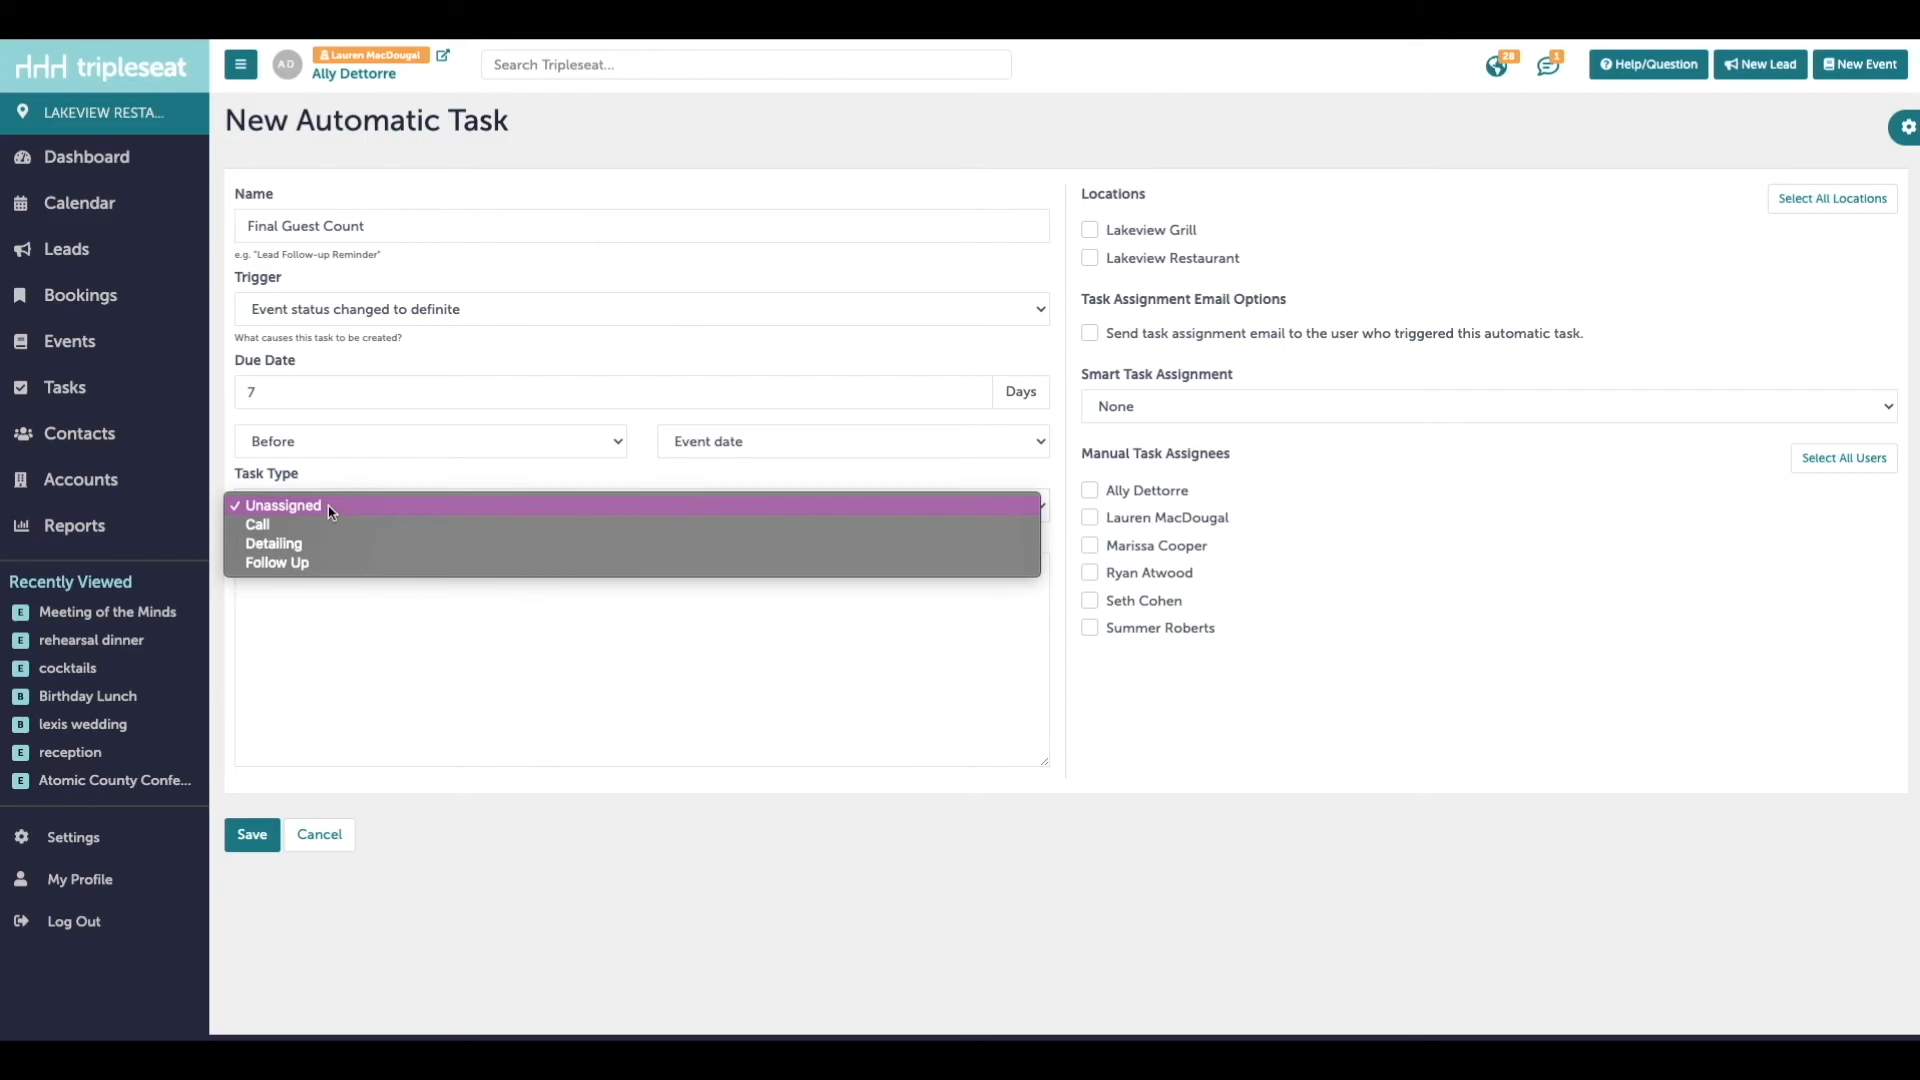 tripleseat
LAKEVIEW RESTA...
Dashboard
Calendar
Leads
Bookings
Events
Tasks
Contacts
Accounts
Reports
Recently Viewed
E Meeting of the Minds
E rehearsal dinner
E cocktails
B Birthday Lunch
B lexis wedding
E reception
E Atomic County Confe...
Settings
My Profile
Log Out
AD
Lauren MacDougal
Ally Dettorre
Search Tripleseat...
28
1
Help/Question
New Lead
New Event
New Automatic Task
Name
Final Guest Count
e.g. "Lead Follow-up Reminder"
Trigger
Event status changed to definite
What causes this task to be created?
Due Date
7 Days
Before Event date
Task Type
✓ Unassigned
Call
Detailing
Follow Up
Save Cancel
Locations
Select All Locations
Lakeview Grill
Lakeview Restaurant
Task Assignment Email Options
Send task assignment email to the user who triggered this automatic task.
Smart Task Assignment
None
Manual Task Assignees
Select All Users
Ally Dettorre
Lauren MacDougal
Marissa Cooper
Ryan Atwood
Seth Cohen
Summer Roberts